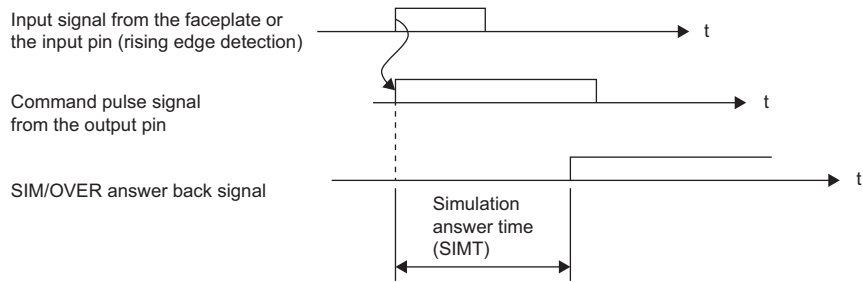 Input signal from the faceplate or
the input pin (rising edge detection)
t
Command pulse signal
from the output pin
t
SIM/OVER answer back signal
t
Simulation
answer time
(SIMT)